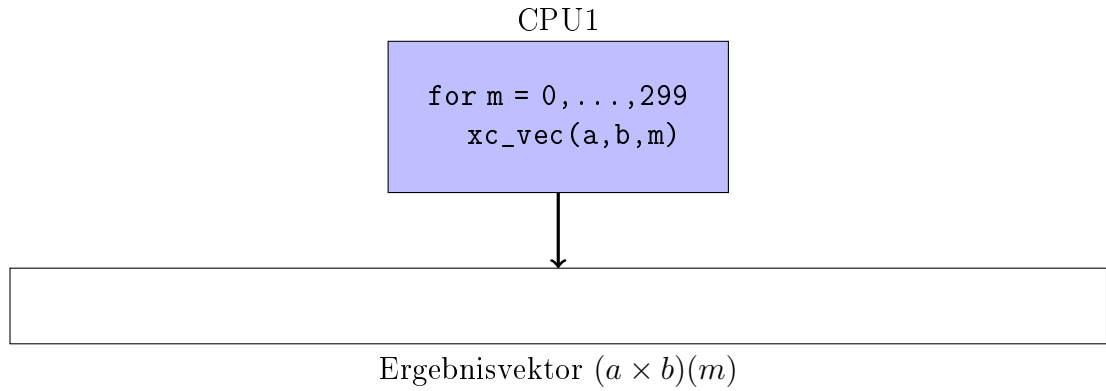 CPU1
for m = 0,...,299
xc_vec(a,b,m)
Ergebnisvektor (a × b)(m)